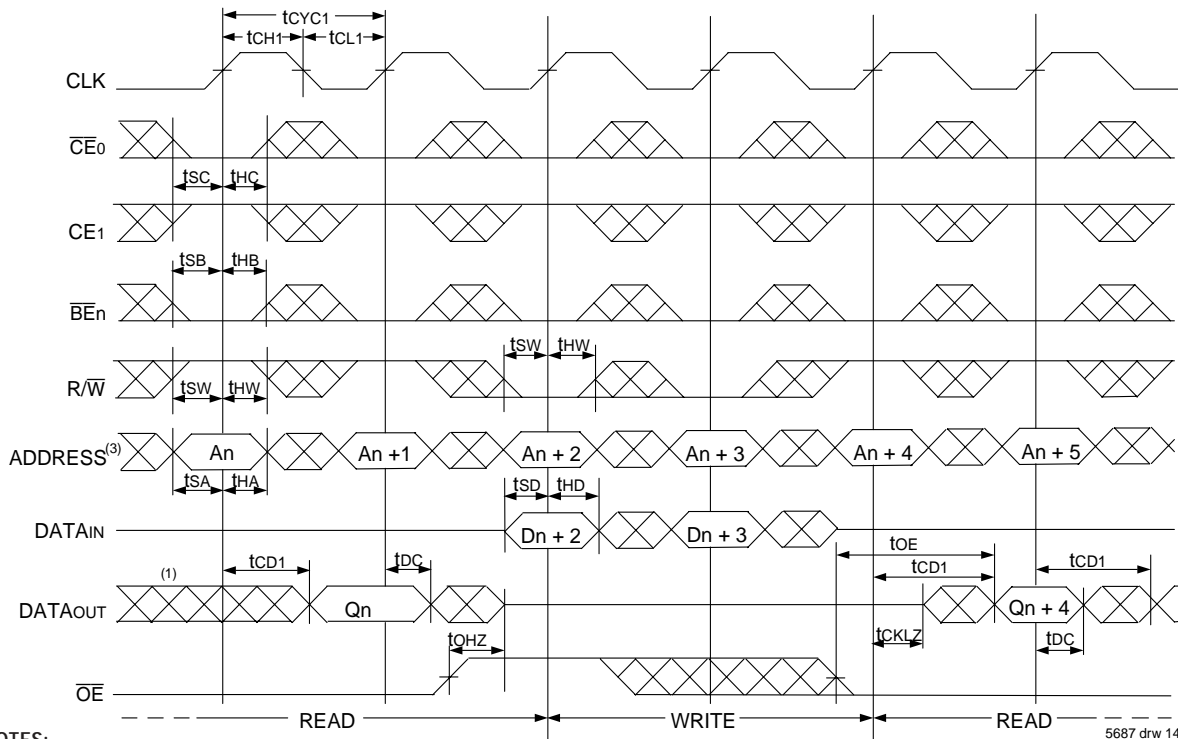 tCYC1
tCH1 tCL1
CLK
CE0
tSC tHC
CE1
tSB tHB
BEn
tSW tHW
R/W
tSW tHW
ADDRESS(3) An An +1 An + 2 An + 3 An + 4 An + 5
tSA tHA
tSD tHD
DATAIN Dn + 2 Dn + 3
tOE
tCD1 tDC tCD1 tCD1
(1)
DATAOUT Qn Qn + 4
tOHZ tCKLZ tDC
OE
READ WRITE READ
OTES:
5687 drw 14